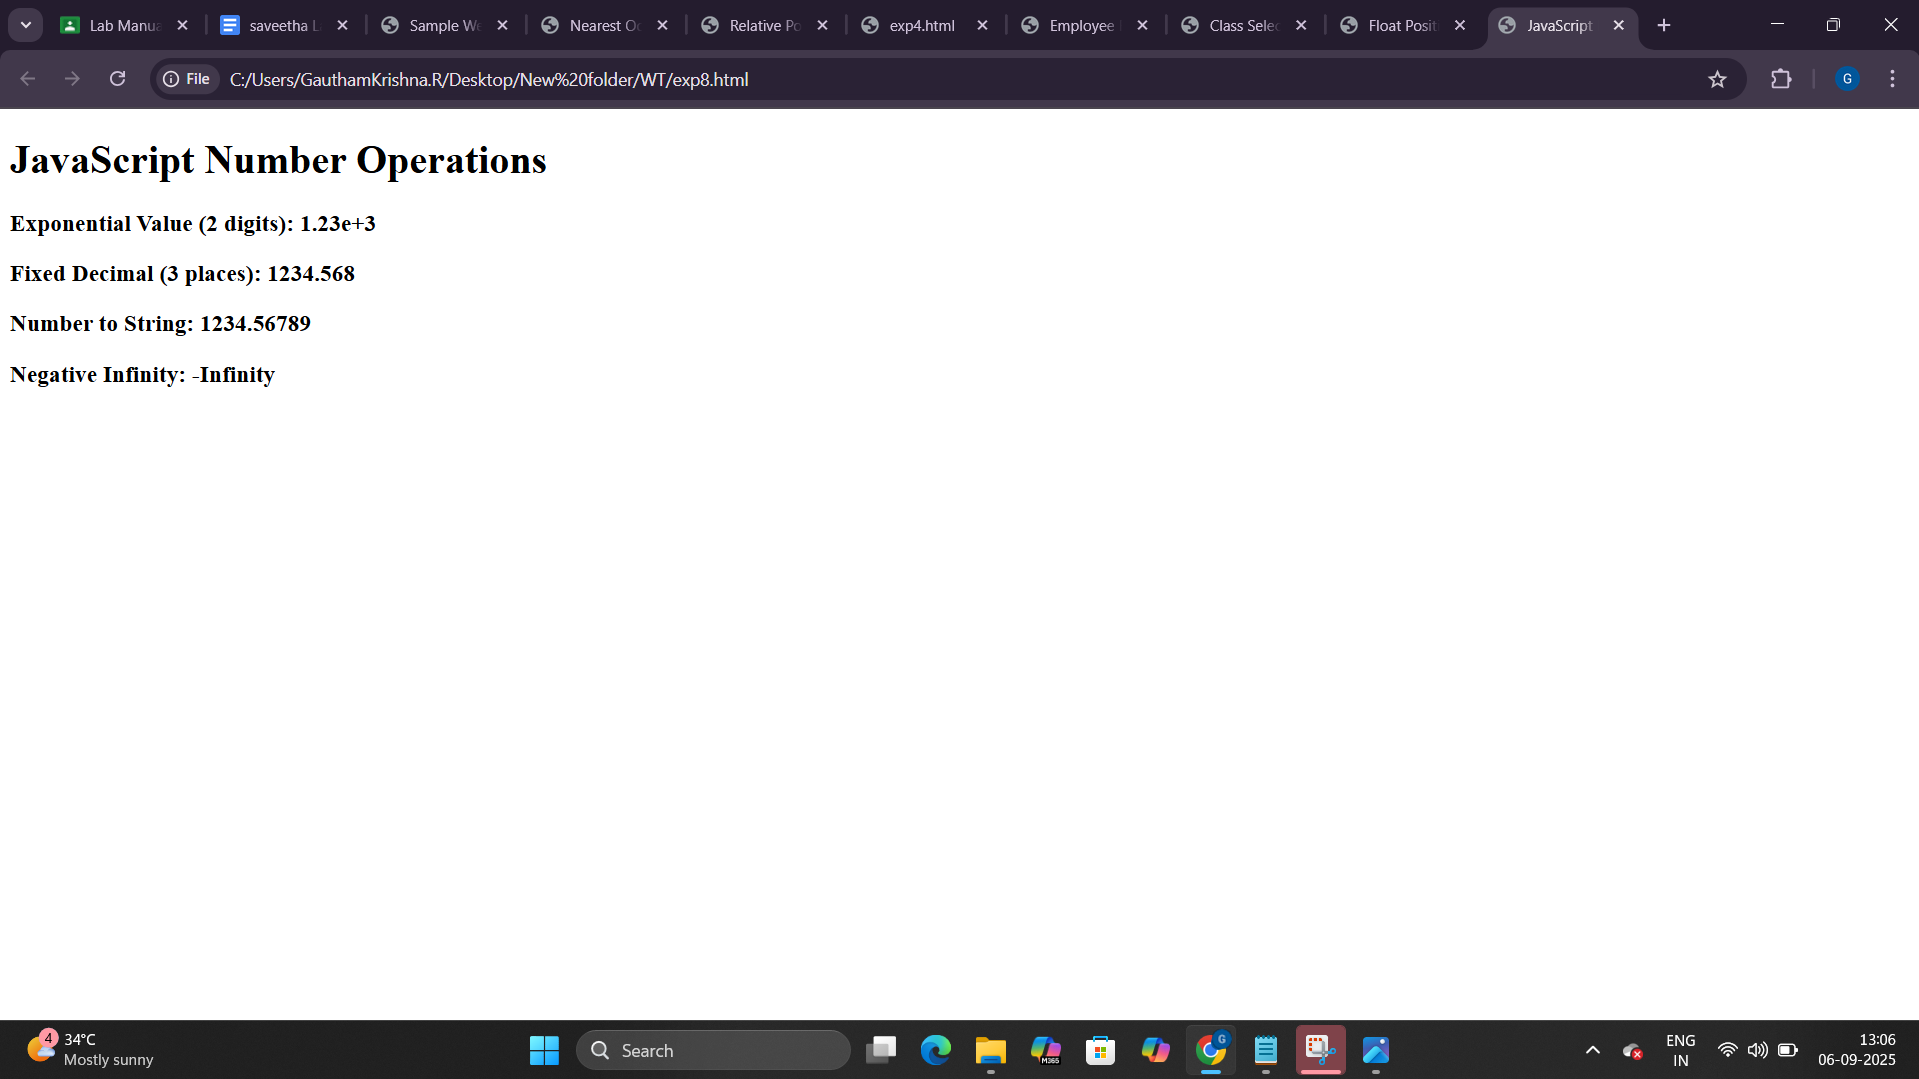 Lab Manua
saveetha L
Sample We
Nearest Oc
Relative Po
exp4.html
Employee
Class Selec
Float Posit
JavaScript
File
C:/Users/GauthamKrishna.R/Desktop/New%20folder/WT/exp8.html
G
JavaScript Number Operations
Exponential Value (2 digits): 1.23e+3
Fixed Decimal (3 places): 1234.568
Number to String: 1234.56789
Negative Infinity: -Infinity
4
34°C
Mostly sunny
Search
M365
G
ENG
IN
13:06
06-09-2025